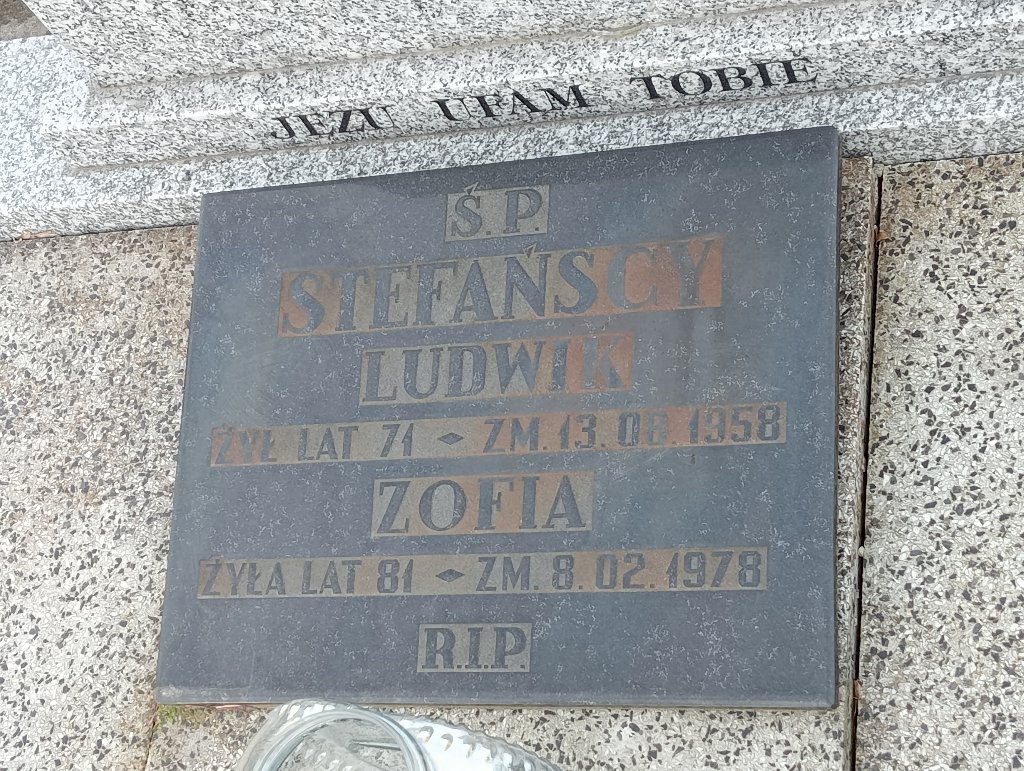 JEZU UFAM TOBIE
Ś.P.
STEFAŃSCY
LUDWIK
ŻYŁ LAT 71 ZM. 13.08.1958
ZOFIA
ŻYŁA LAT 81 ZM. 8.02.1978
R.I.P.